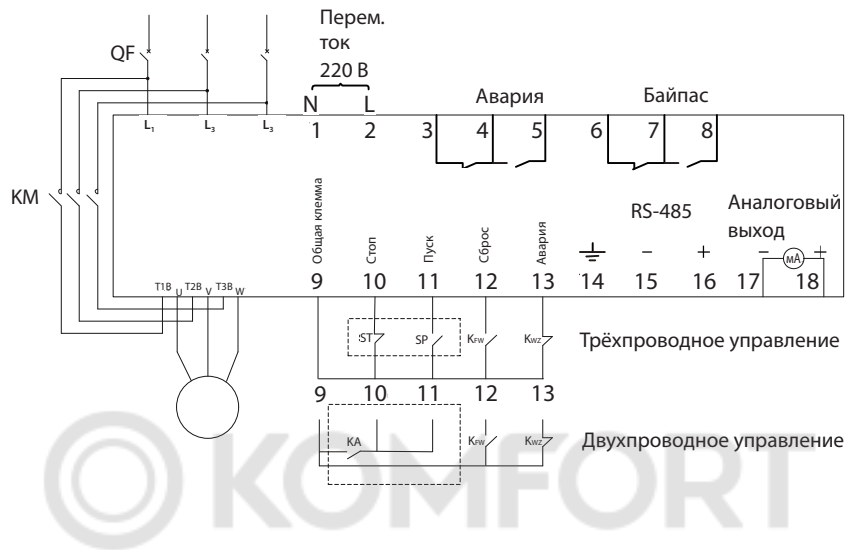 Перем.
ток
220 В
QF
N L
Авария
Байпас
L₁ L₃ L₃
1 2 3 4 5 6 7 8
KM
RS-485
Аналоговый
выход
Общая клемма
Стоп
Пуск
Сброс
Авария
− + − мА +
9 10 11 12 13 14 15 16 17 18
T1B U T2B V T3B W
ST SP KFW KWZ
Трёхпроводное управление
9 10 11 12 13
KA KFW KWZ
Двухпроводное управление
KOMFORT